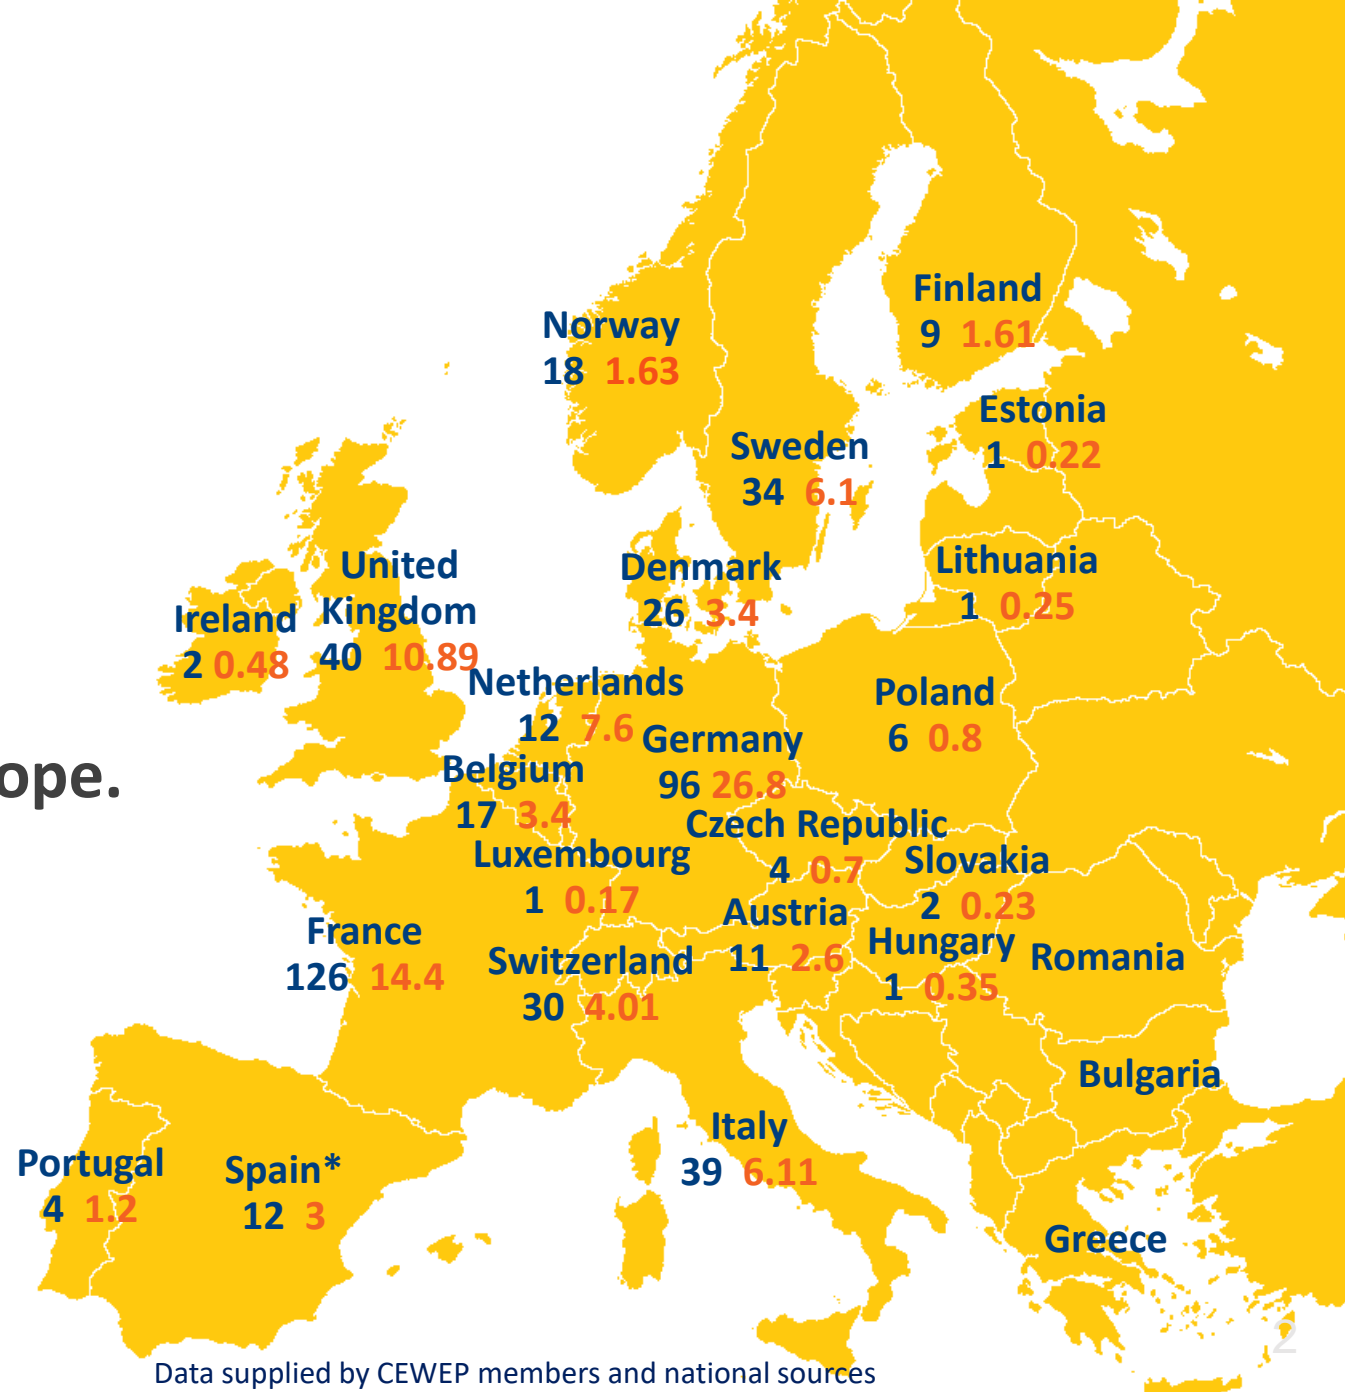 Finland
9 1.61
Norway
18 1.63
Estonia
1 0.22
Sweden
34 6.1
Lithuania
1 0.25
Denmark
26 3.4
United
Kingdom
40 10.89
Ireland
2 0.48
Netherlands
12 7.6
Poland
6 0.8
Germany
96 26.8
ope.
Belgium
17 3.4
Czech Republic
4 0.7
Slovakia
2 0.23
Luxembourg
1 0.17
Austria
11 2.6
France
126 14.4
Switzerland
30 4.01
Hungary
1 0.35
Romania
Bulgaria
Italy
39 6.11
Portugal
4 1.2
Spain*
12 3
Greece
2
Data supplied by CEWEP members and national sources